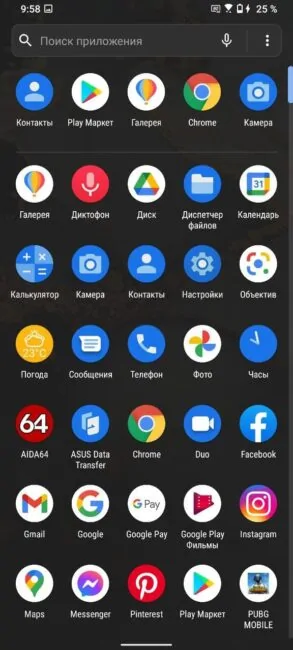 9:58
25 %
Поиск приложения
Контакты
Play Маркет
Галерея
Chrome
Камера
Галерея
Диктофон
Диск
Диспетчер
файлов
31
Календарь
Калькулятор
Камера
Контакты
Настройки
Объектив
23°C
Погода
Сообщения
Телефон
Фото
Часы
64
AIDA64
ASUS Data
Transfer
Chrome
Duo
Facebook
Gmail
Google
G Pay
Google Pay
Google Play
Фильмы
Instagram
Maps
Messenger
Pinterest
Play Маркет
PUBG
MOBILE